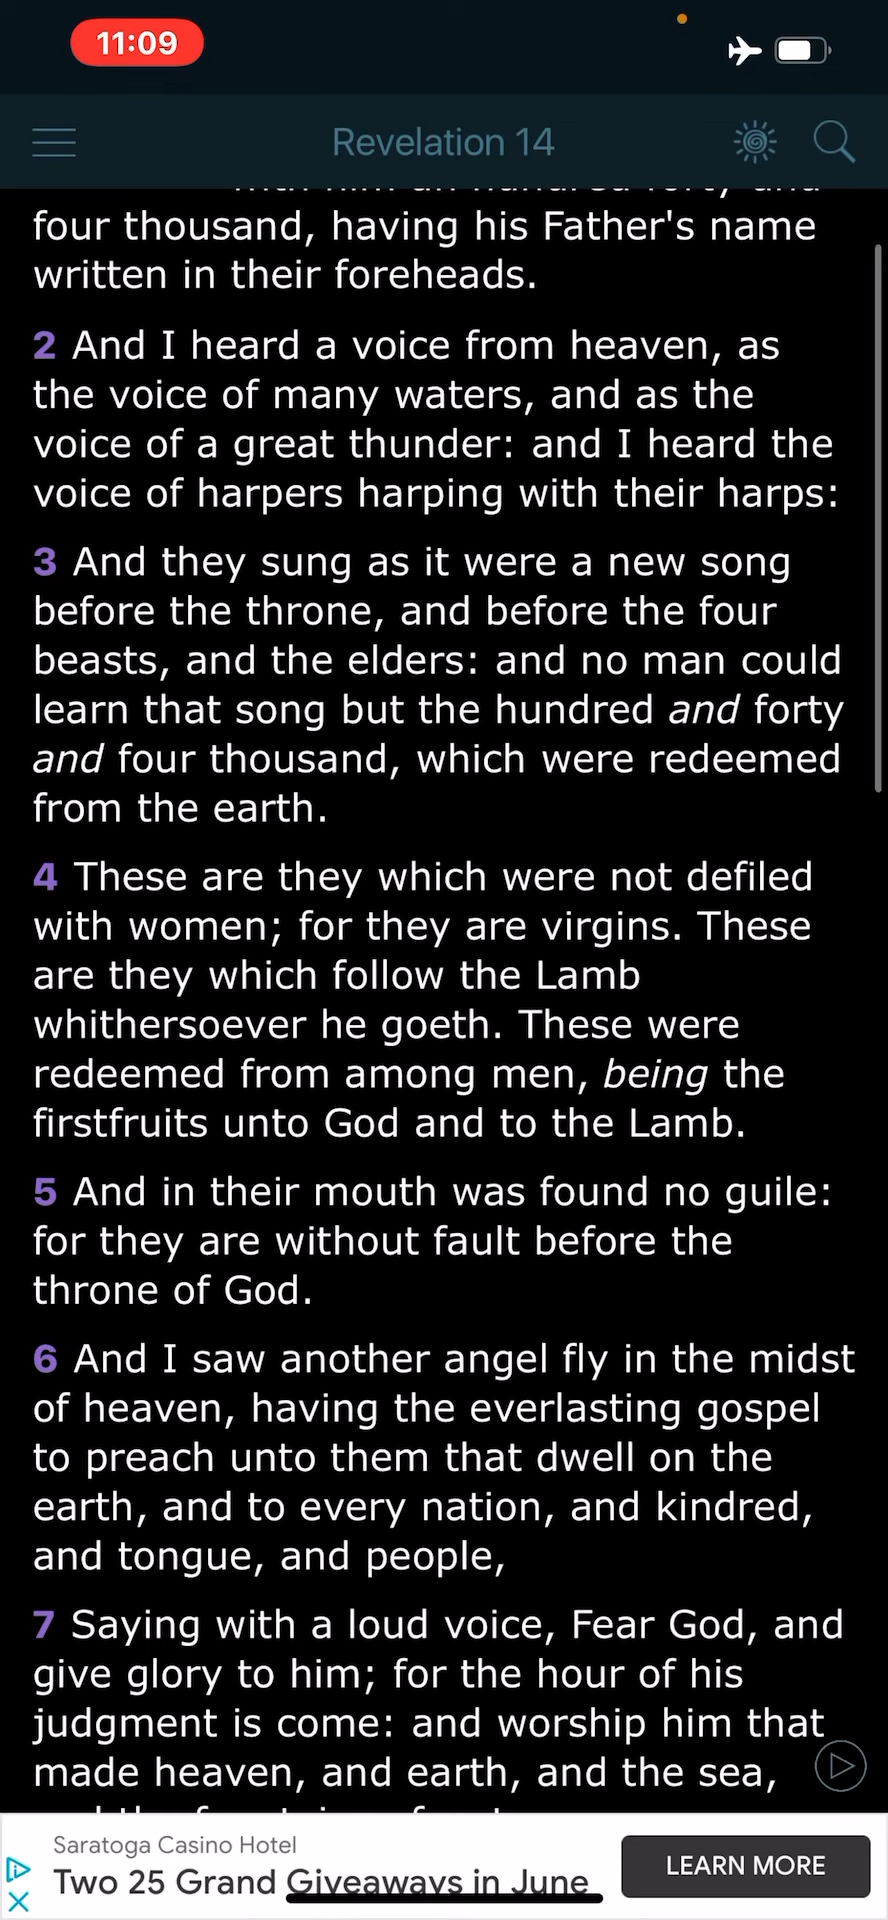 11:09
Revelation 14
four thousand, having his Father's name
written in their foreheads.
2 And I heard a voice from heaven, as
the voice of many waters, and as the
voice of a great thunder: and I heard the
voice of harpers harping with their harps:
3 And they sung as it were a new song
before the throne, and before the four
beasts, and the elders: and no man could
learn that song but the hundred and forty
and four thousand, which were redeemed
from the earth.
4 These are they which were not defiled
with women; for they are virgins. These
are they which follow the Lamb
whithersoever he goeth. These were
redeemed from among men, being the
firstfruits unto God and to the Lamb.
5 And in their mouth was found no guile:
for they are without fault before the
throne of God.
6 And I saw another angel fly in the midst
of heaven, having the everlasting gospel
to preach unto them that dwell on the
earth, and to every nation, and kindred,
and tongue, and people,
7 Saying with a loud voice, Fear God, and
give glory to him; for the hour of his
judgment is come: and worship him that
made heaven, and earth, and the sea,
Saratoga Casino Hotel
Two 25 Grand Giveaways in June
LEARN MORE